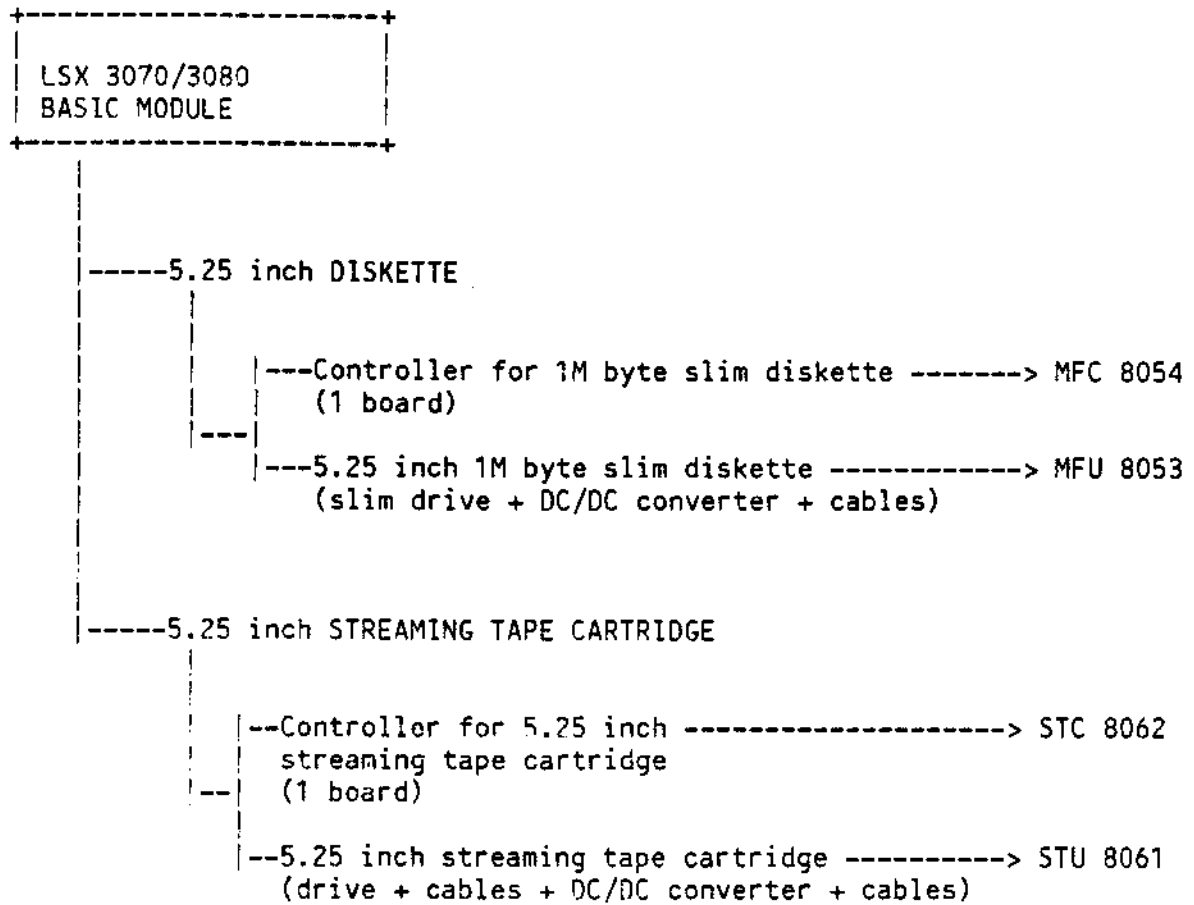 LSX 3070/3080
BASIC MODULE
5.25 inch DISKETTE
Controller for 1M byte slim diskette -------> MFC 8054
(1 board)
5.25 inch 1M byte slim diskette ------------> MFU 8053
(slim drive + DC/DC converter + cables)
5.25 inch STREAMING TAPE CARTRIDGE
Controller for 5.25 inch --------------------> STC 8062
streaming tape cartridge
(1 board)
5.25 inch streaming tape cartridge ----------> STU 8061
(drive + cables + DC/DC converter + cables)